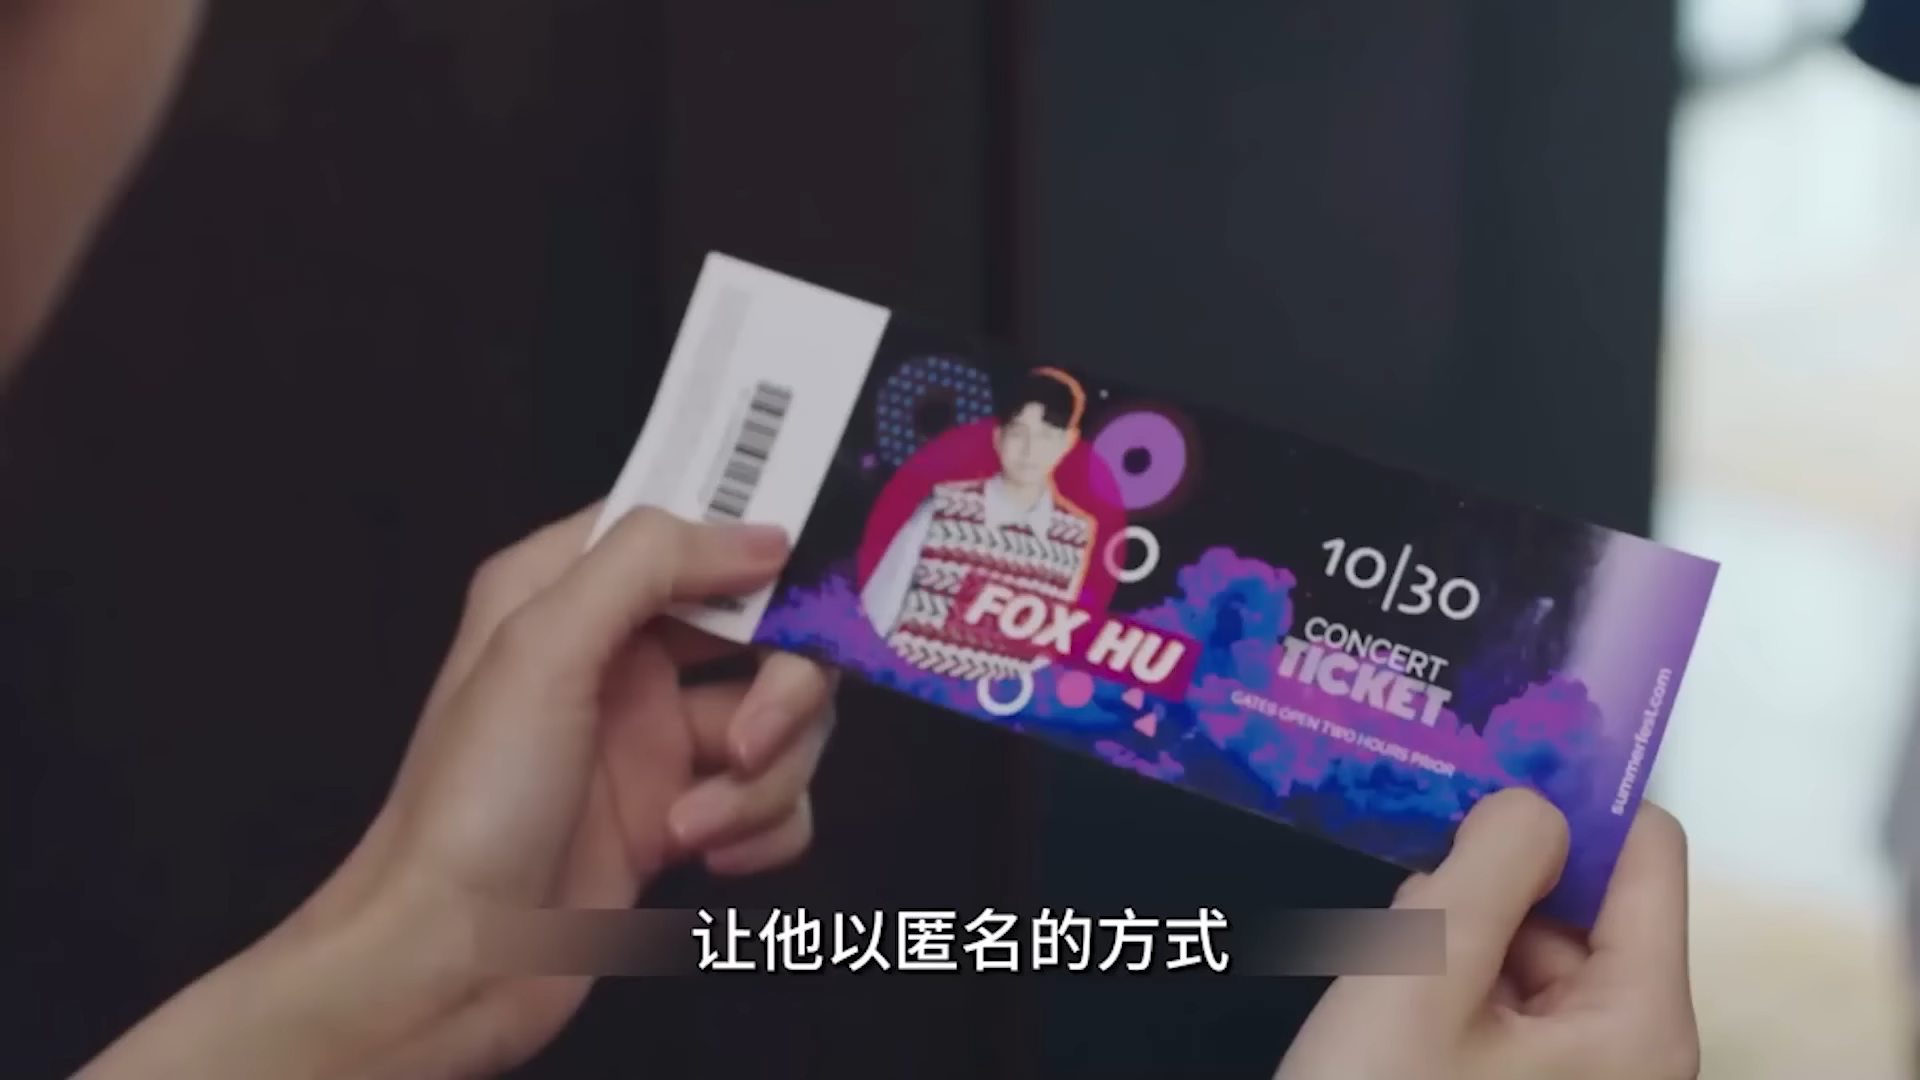 FOX HU
10|30
CONCERT
TICKET
GATES OPEN TWO HOURS PRIOR
summerfest.com
让他以匿名的方式